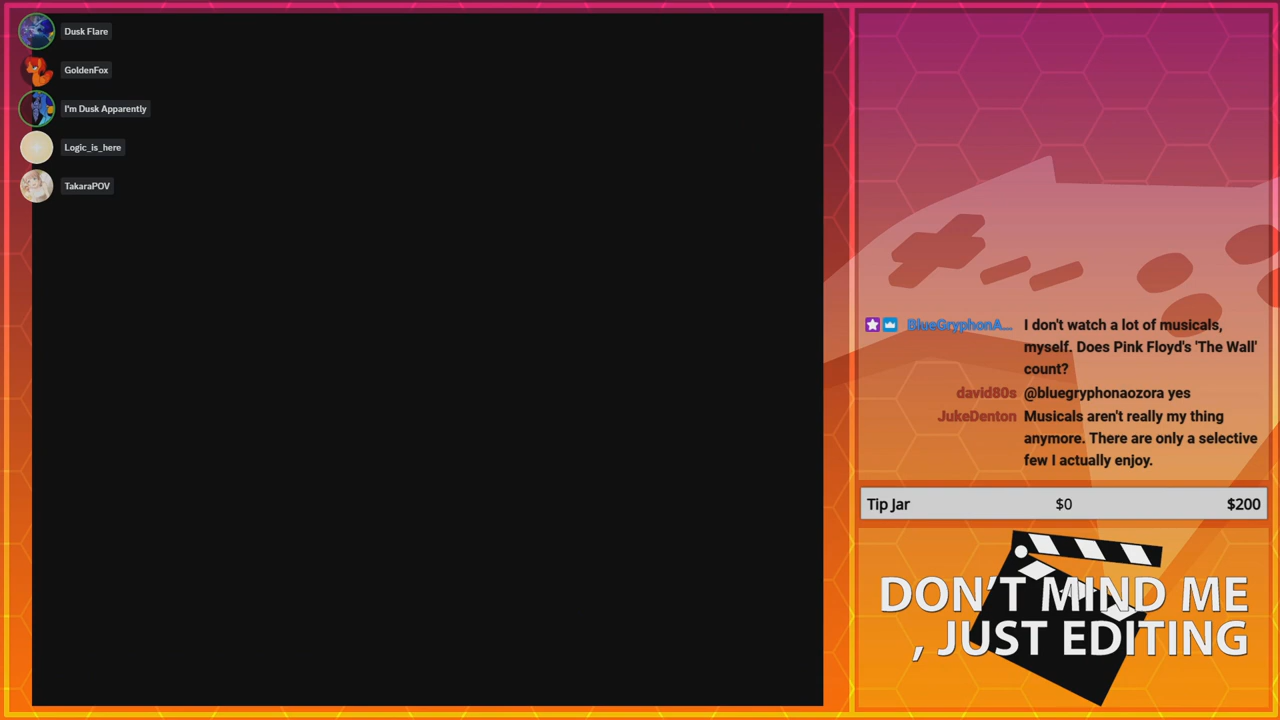 Dusk Flare
GoldenFox
I'm Dusk Apparently
Logic_is_here
TakaraPOV
BlueGryphonA... I don't watch a lot of musicals,
myself. Does Pink Floyd's 'The Wall'
count?
david80s @bluegryphonaozora yes
JukeDenton Musicals aren't really my thing
anymore. There are only a selective
few I actually enjoy.
Tip Jar $0 $200
DON'T MIND ME
, JUST EDITING